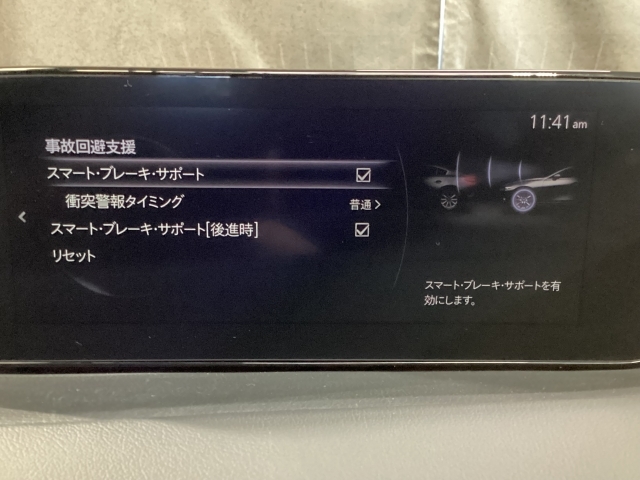 11:41am
事故回避支援
スマート・ブレーキ・サポート
衝突警報タイミング 普通
スマート・ブレーキ・サポート[後進時]
リセット
スマート・ブレーキ・サポートを有
効にします。